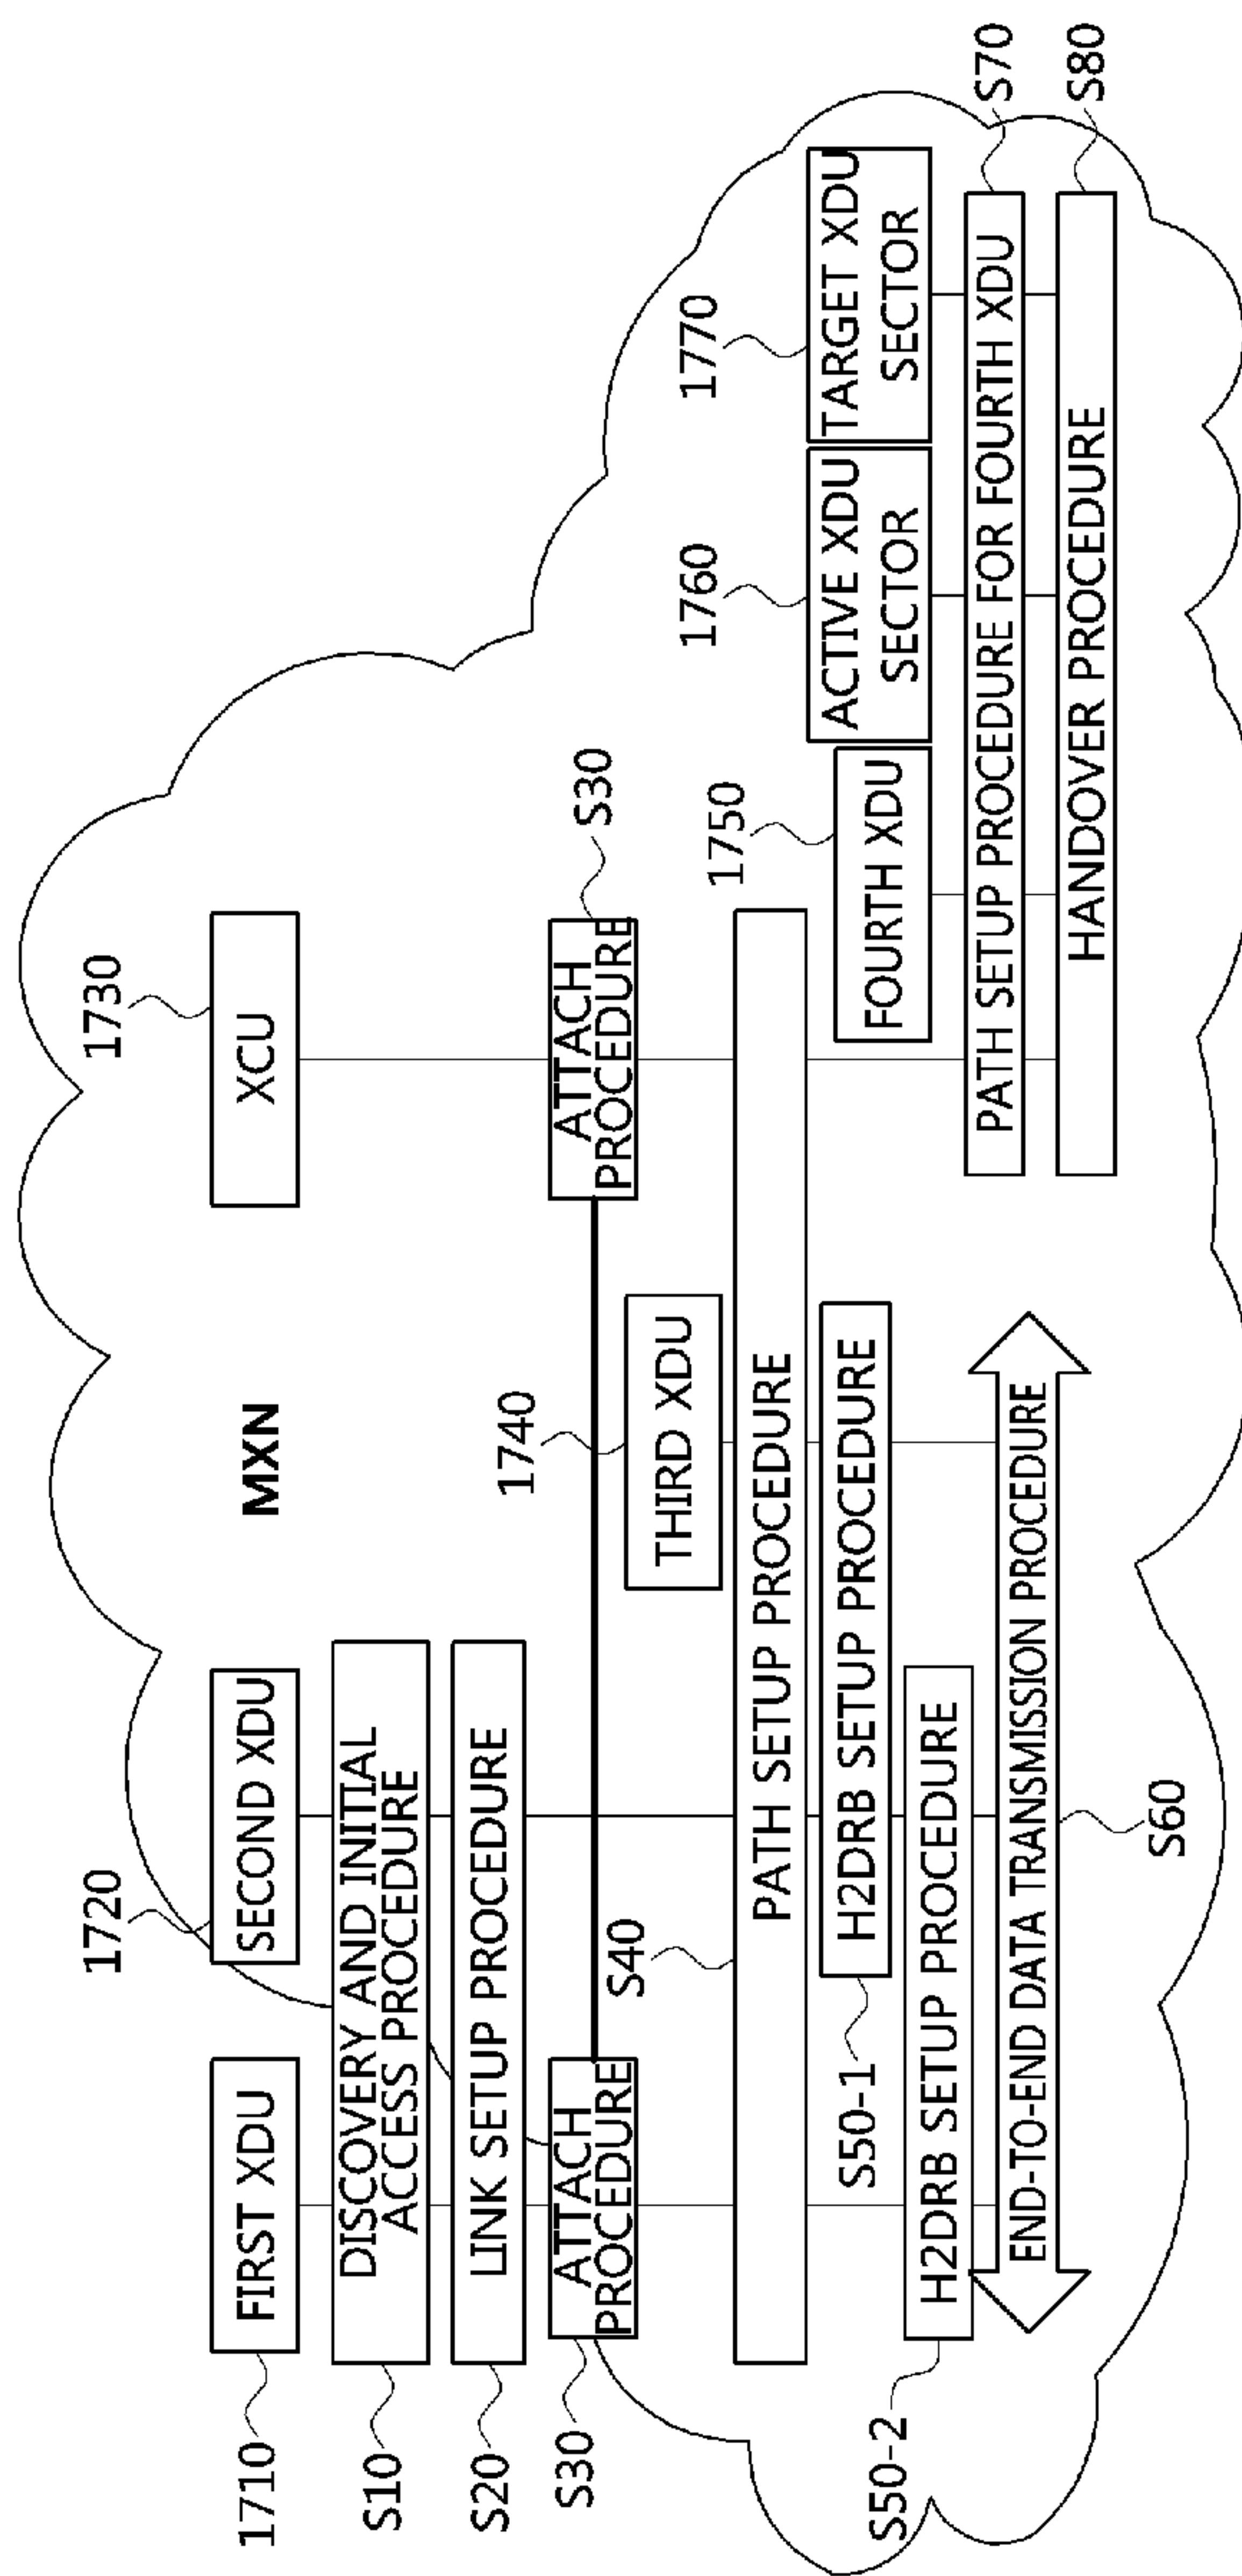 1710
FIRST XDU
1720
SECOND XDU
MXN
1730
XCU
S10
DISCOVERY AND INITIAL
ACCESS PROCEDURE
S20
LINK SETUP PROCEDURE
S30
ATTACH
PROCEDURE
ATTACH
PROCEDURE
S30
1740
THIRD XDU
S40
PATH SETUP PROCEDURE
1750
FOURTH XDU
1760
ACTIVE XDU
SECTOR
1770
TARGET XDU
SECTOR
S50-1
H2DRB SETUP PROCEDURE
S50-2
H2DRB SETUP PROCEDURE
PATH SETUP PROCEDURE FOR FOURTH XDU
S70
END-TO-END DATA TRANSMISSION PROCEDURE
S60
HANDOVER PROCEDURE
S80